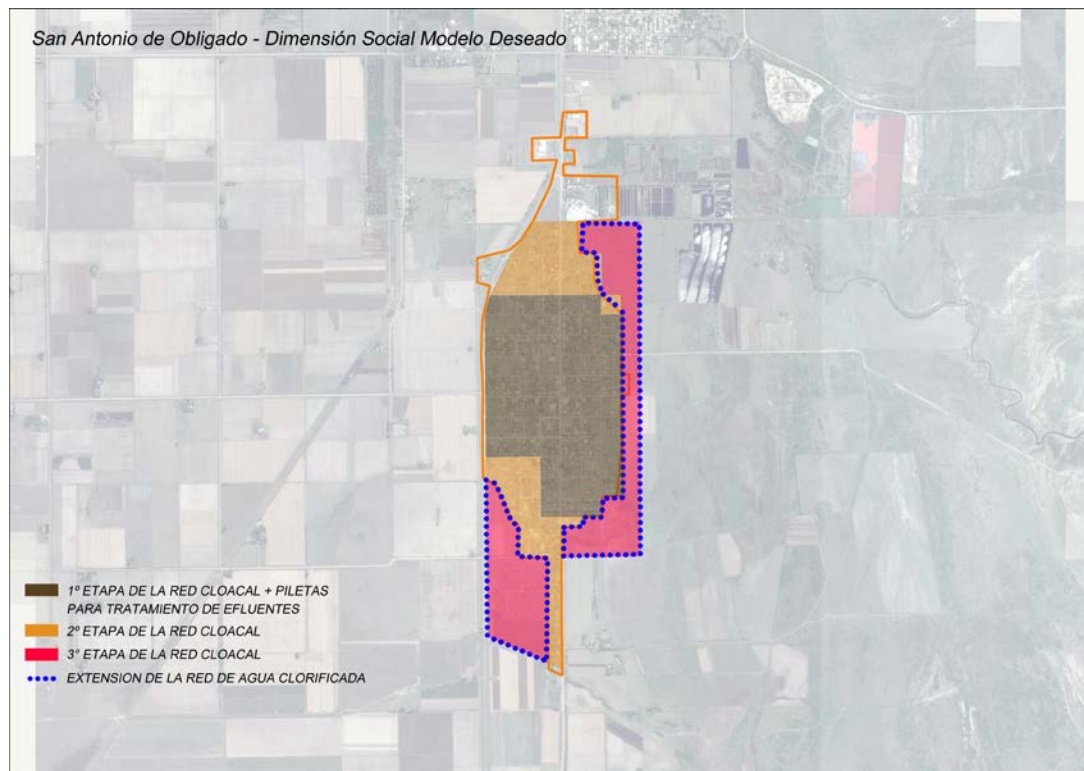 San Antonio de Obligado - Dimensión Social Modelo Deseado
1º ETAPA DE LA RED CLOACAL + PILETAS
PARA TRATAMIENTO DE EFLUENTES
2º ETAPA DE LA RED CLOACAL
3° ETAPA DE LA RED CLOACAL
EXTENSION DE LA RED DE AGUA CLORIFICADA